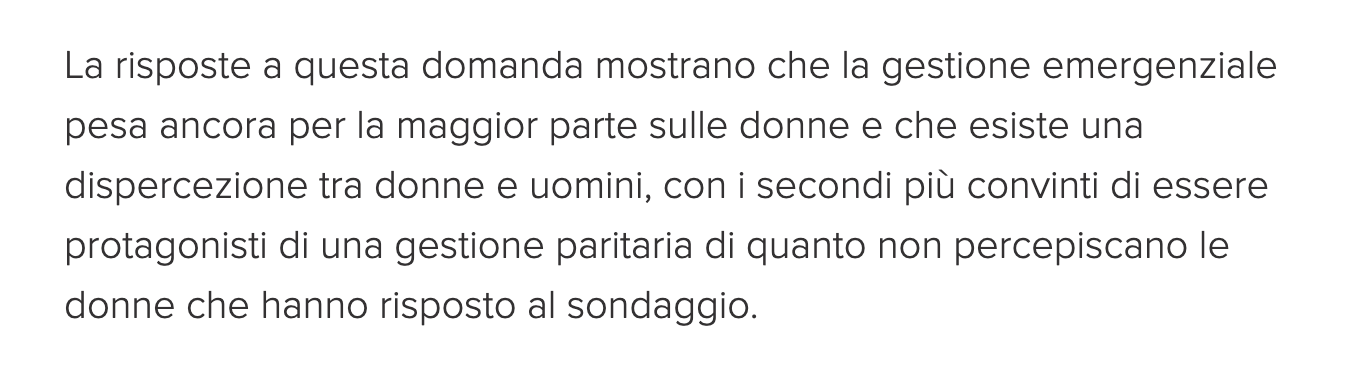 La risposte a questa domanda mostrano che la gestione emergenziale
pesa ancora per la maggior parte sulle donne e che esiste una
dispercezione tra donne e uomini, con i secondi più convinti di essere
protagonisti di una gestione paritaria di quanto non percepiscano le
donne che hanno risposto al sondaggio.